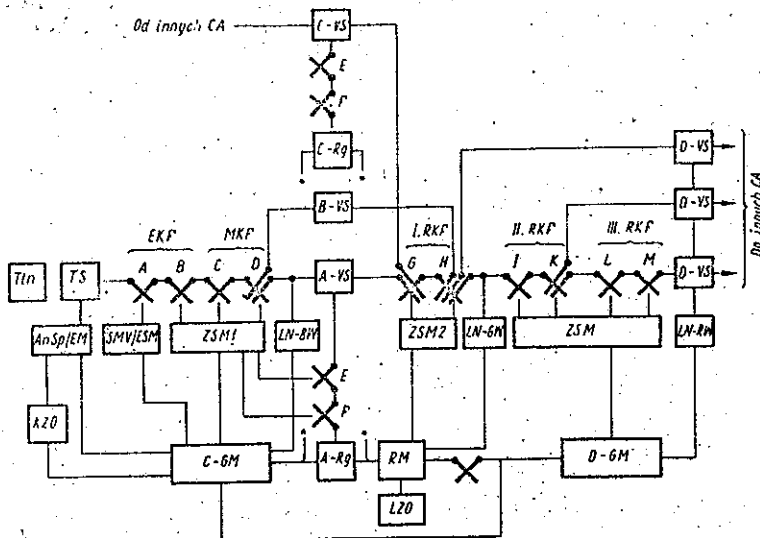 Od innych CA
C-VS
E
F
C-Rg
D-VS
B-VS
D-VS
Do innych CA
EKF
MKF
I. RKF
II. RKF
III. RKF
Tln
TS
A
B
C
D
A-VS
G
H
J
K
L
M
D-VS
AnSp/EM
SMV/ESM
ZSM1
LN-BW
ZSM2
LN-GW
ZSM
LN-RW
E
F
KZO
C-GM
A-Rg
RM
D-GM
LZO